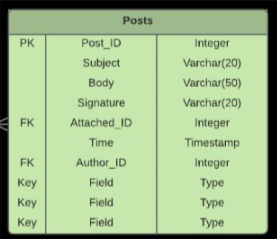 Posts
PK Post_ID Integer
Subject Varchar(20)
Body Varchar(50)
Signature Varchar(20)
FK Attached_ID Integer
Time Timestamp
FK Author_ID Integer
Key Field Type
Key Field Type
Key Field Type